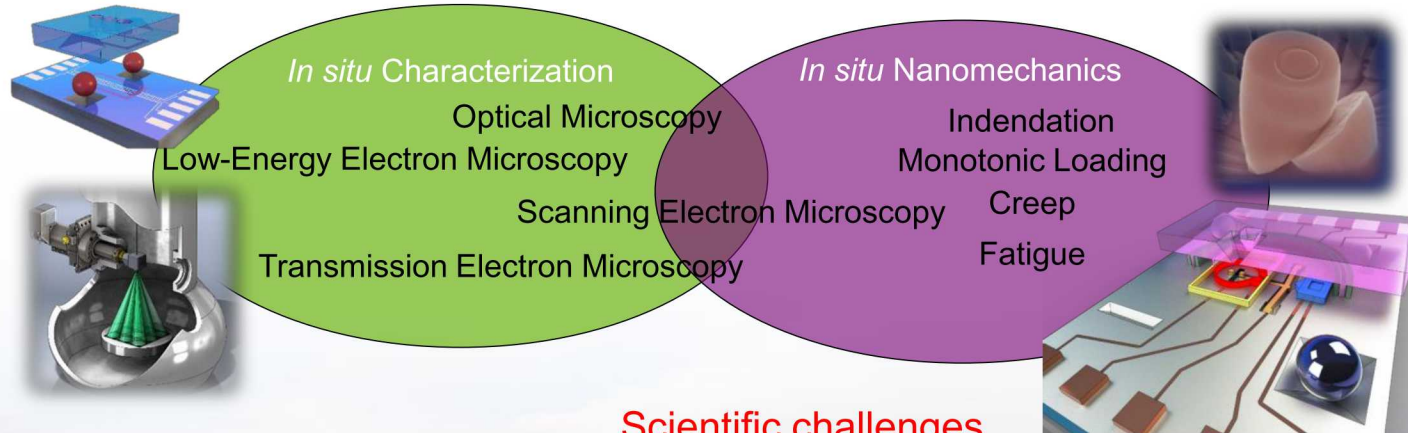 In situ Characterization
Optical Microscopy
Low-Energy Electron Microscopy
Scanning Electron Microscopy
Transmission Electron Microscopy
In situ Nanomechanics
Indendation
Monotonic Loading
Creep
Fatigue
Scientific challenges